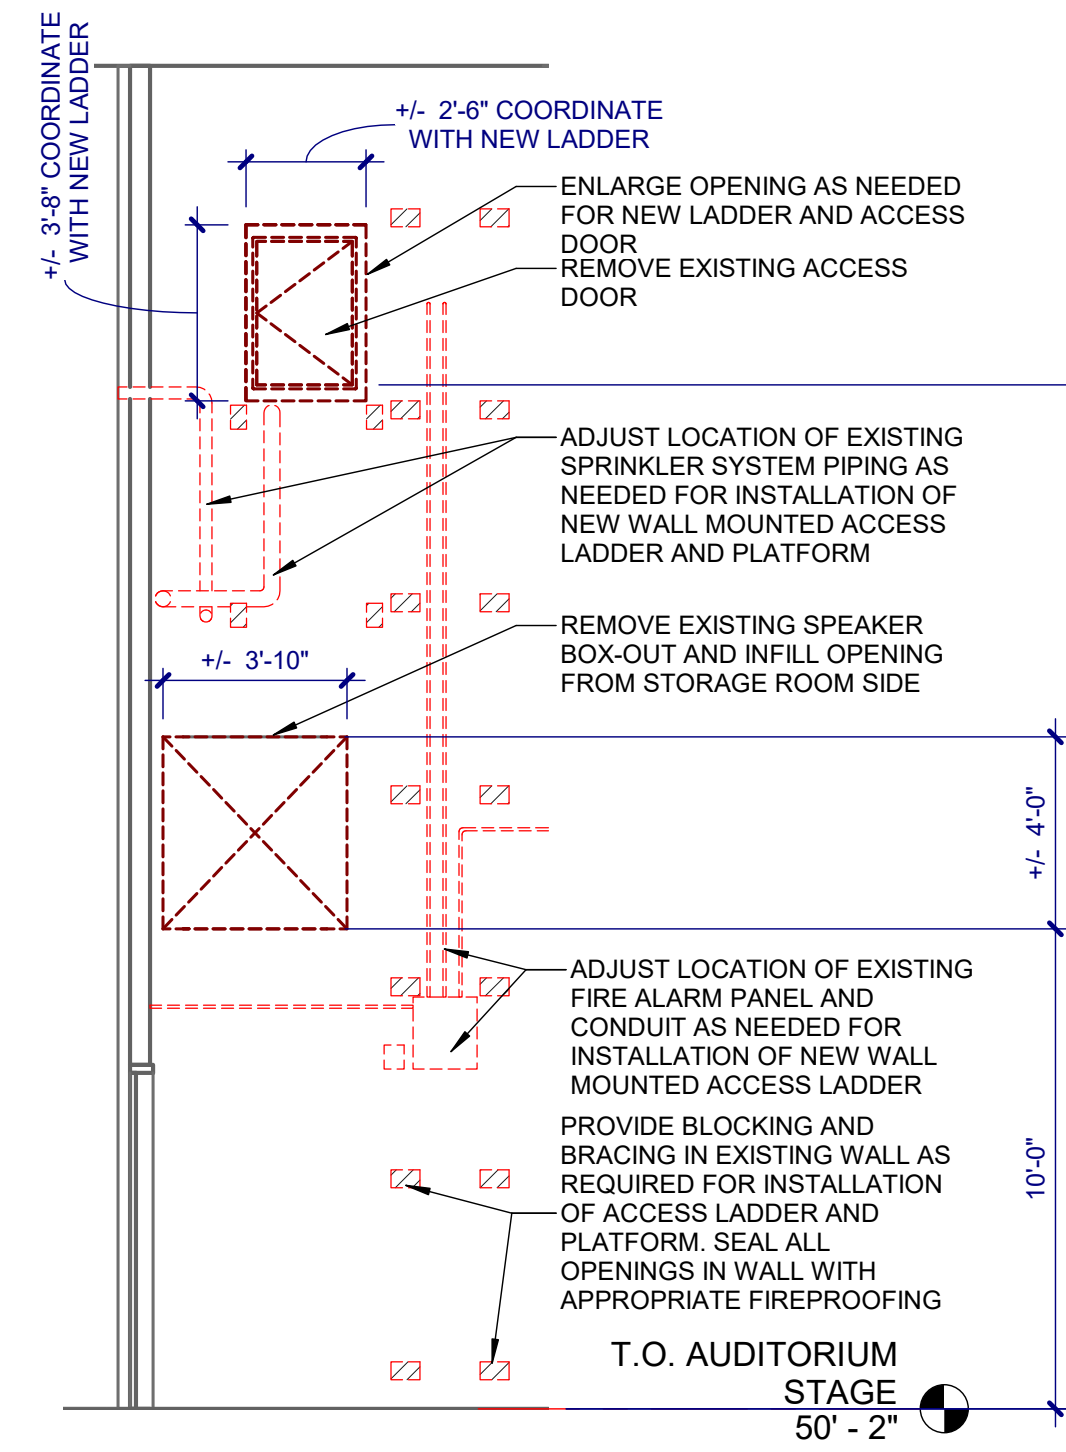 +/- 3'-8" COORDINATE
WITH NEW LADDER
+/- 2'-6" COORDINATE
WITH NEW LADDER
ENLARGE OPENING AS NEEDED
FOR NEW LADDER AND ACCESS
DOOR
REMOVE EXISTING ACCESS
DOOR
ADJUST LOCATION OF EXISTING
SPRINKLER SYSTEM PIPING AS
NEEDED FOR INSTALLATION OF
NEW WALL MOUNTED ACCESS
LADDER AND PLATFORM
REMOVE EXISTING SPEAKER
BOX-OUT AND INFILL OPENING
FROM STORAGE ROOM SIDE
+/- 3'-10"
+/- 4'-0"
ADJUST LOCATION OF EXISTING
FIRE ALARM PANEL AND
CONDUIT AS NEEDED FOR
INSTALLATION OF NEW WALL
MOUNTED ACCESS LADDER
PROVIDE BLOCKING AND
BRACING IN EXISTING WALL AS
REQUIRED FOR INSTALLATION
OF ACCESS LADDER AND
PLATFORM. SEAL ALL
OPENINGS IN WALL WITH
APPROPRIATE FIREPROOFING
10'-0"
T.O. AUDITORIUM
STAGE
50' - 2"